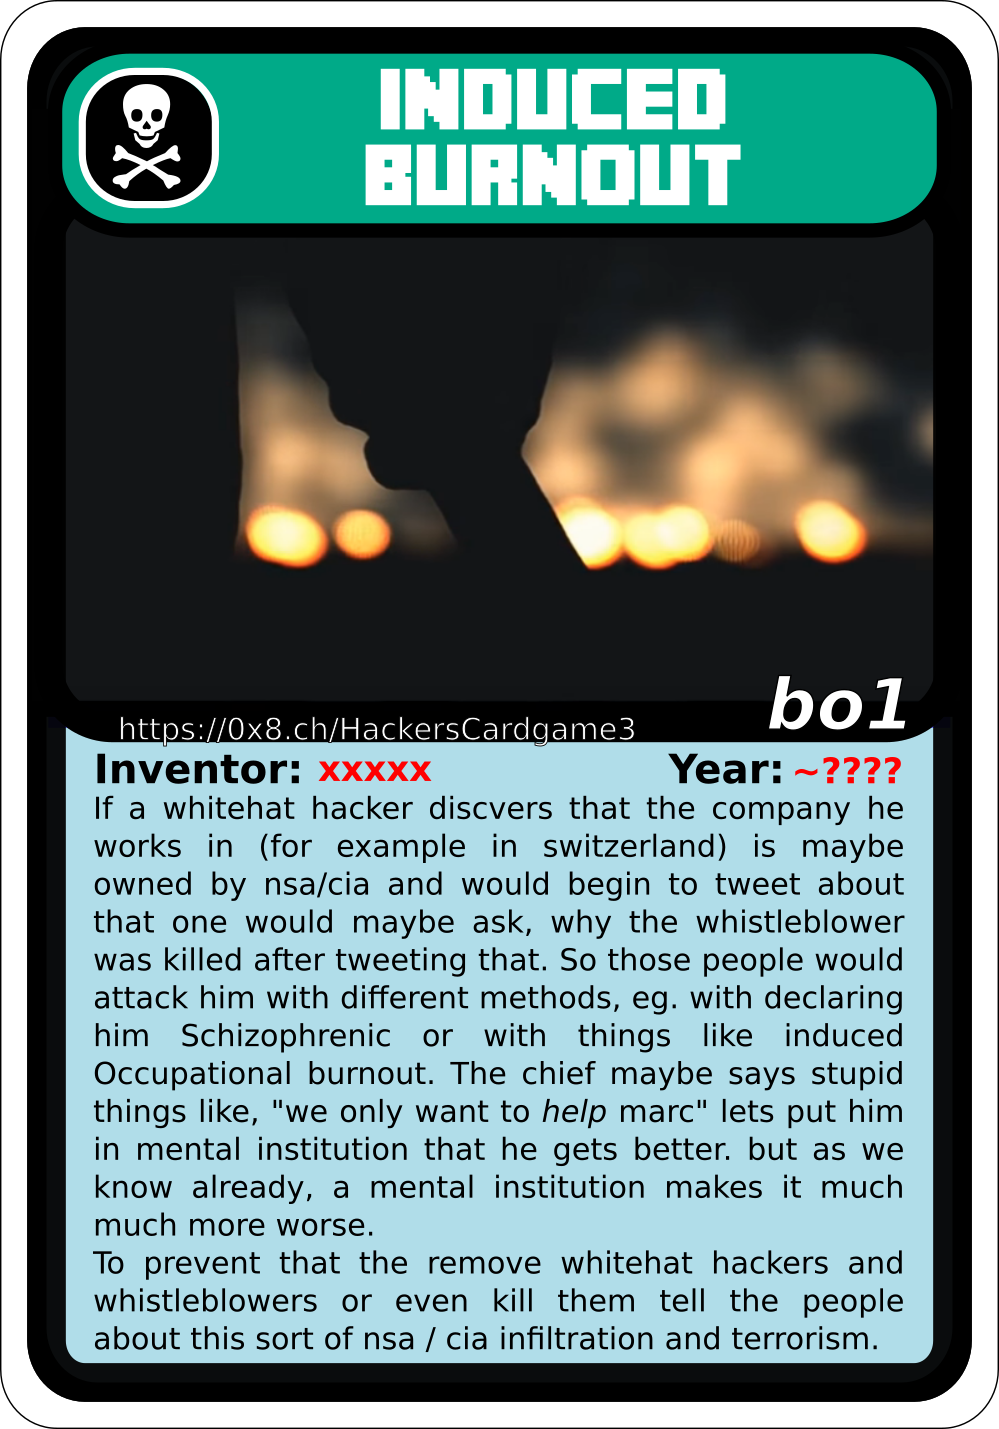 INDUCED
BURNOUT
bo1
https://0x8.ch/HackersCardgame3
Inventor: xxxxx Year: ~????
If a whitehat hacker discvers that the company he
works in (for example in switzerland) is maybe
owned by nsa/cia and would begin to tweet about
that one would maybe ask, why the whistleblower
was killed after tweeting that. So those people would
attack him with different methods, eg. with declaring
him Schizophrenic or with things like induced
Occupational burnout. The chief maybe says stupid
things like, "we only want to help marc" lets put him
in mental institution that he gets better. but as we
know already, a mental institution makes it much
much more worse.
To prevent that the remove whitehat hackers and
whistleblowers or even kill them tell the people
about this sort of nsa / cia infiltration and terrorism.